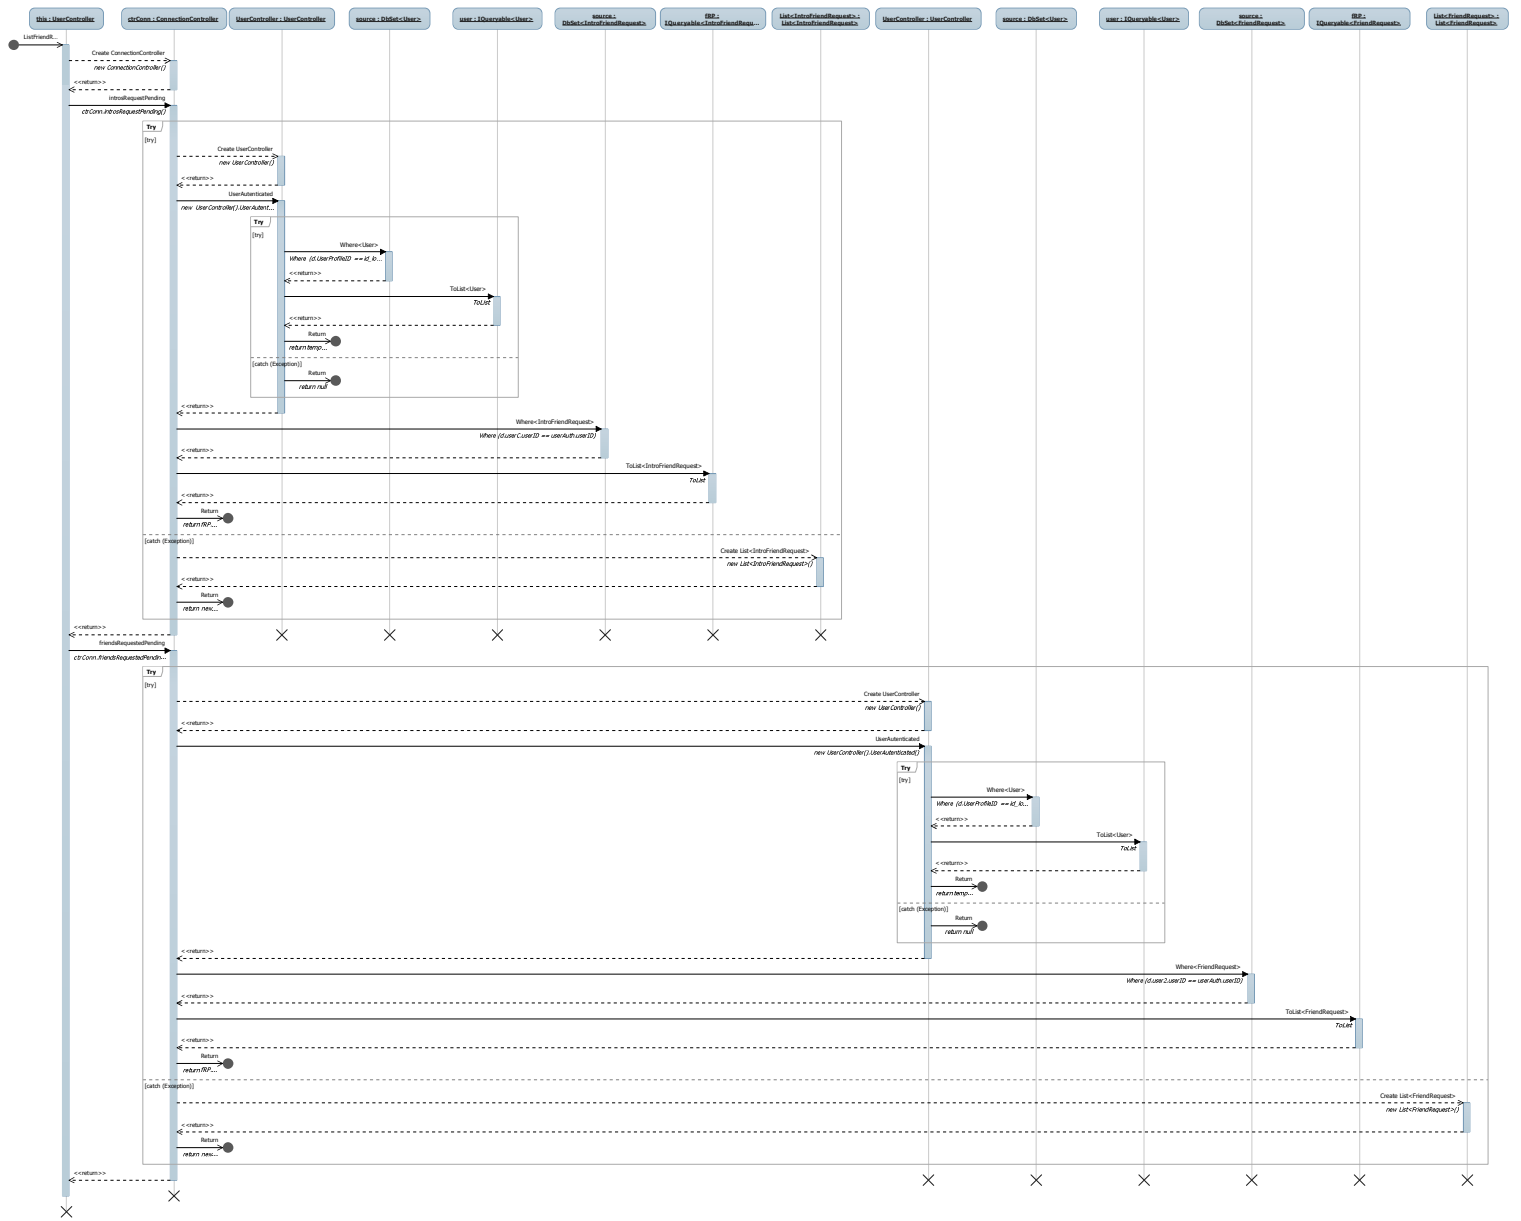 this : UserController
ctrConn : ConnectionController
UserController : UserController
source : DbSet<User>
user : IQueryable<User>
source :
DbSet<IntroFriendRequest>
fRP :
IQueryable<IntroFriendRequ...
List<IntroFriendRequest> :
List<IntroFriendRequest>
UserController : UserController
source : DbSet<User>
user : IQueryable<User>
source :
DbSet<FriendRequest>
fRP :
IQueryable<FriendRequest>
List<FriendRequest> :
List<FriendRequest>
ListFriendR...
Create ConnectionController
new ConnectionController()
<<return>>
introsRequestPending
ctrConn.introsRequestPending()
Try
[try]
Create UserController
new UserController()
<<return>>
UserAutenticated
new UserController().UserAutent...
Try
[try]
Where<User>
Where (d.UserProfileID == id_lo...
<<return>>
ToList<User>
ToList
<<return>>
Return
return temp...
[catch (Exception)]
Return
return null
<<return>>
Where<IntroFriendRequest>
Where (d.userC.userID == userAuth.userID)
<<return>>
ToList<IntroFriendRequest>
ToList
<<return>>
Return
return fRP....
[catch (Exception)]
Create List<IntroFriendRequest>
new List<IntroFriendRequest>()
<<return>>
Return
return new...
<<return>>
friendsRequestedPending
ctrConn.friendsRequestedPendin...
Try
[try]
Create UserController
new UserController()
<<return>>
UserAutenticated
new UserController().UserAutenticated()
Try
[try]
Where<User>
Where (d.UserProfileID == id_lo...
<<return>>
ToList<User>
ToList
<<return>>
Return
return temp...
[catch (Exception)]
Return
return null
<<return>>
Where<FriendRequest>
Where (d.user2.userID == userAuth.userID)
<<return>>
ToList<FriendRequest>
ToList
<<return>>
Return
return fRP....
[catch (Exception)]
Create List<FriendRequest>
new List<FriendRequest>()
<<return>>
Return
return new...
<<return>>